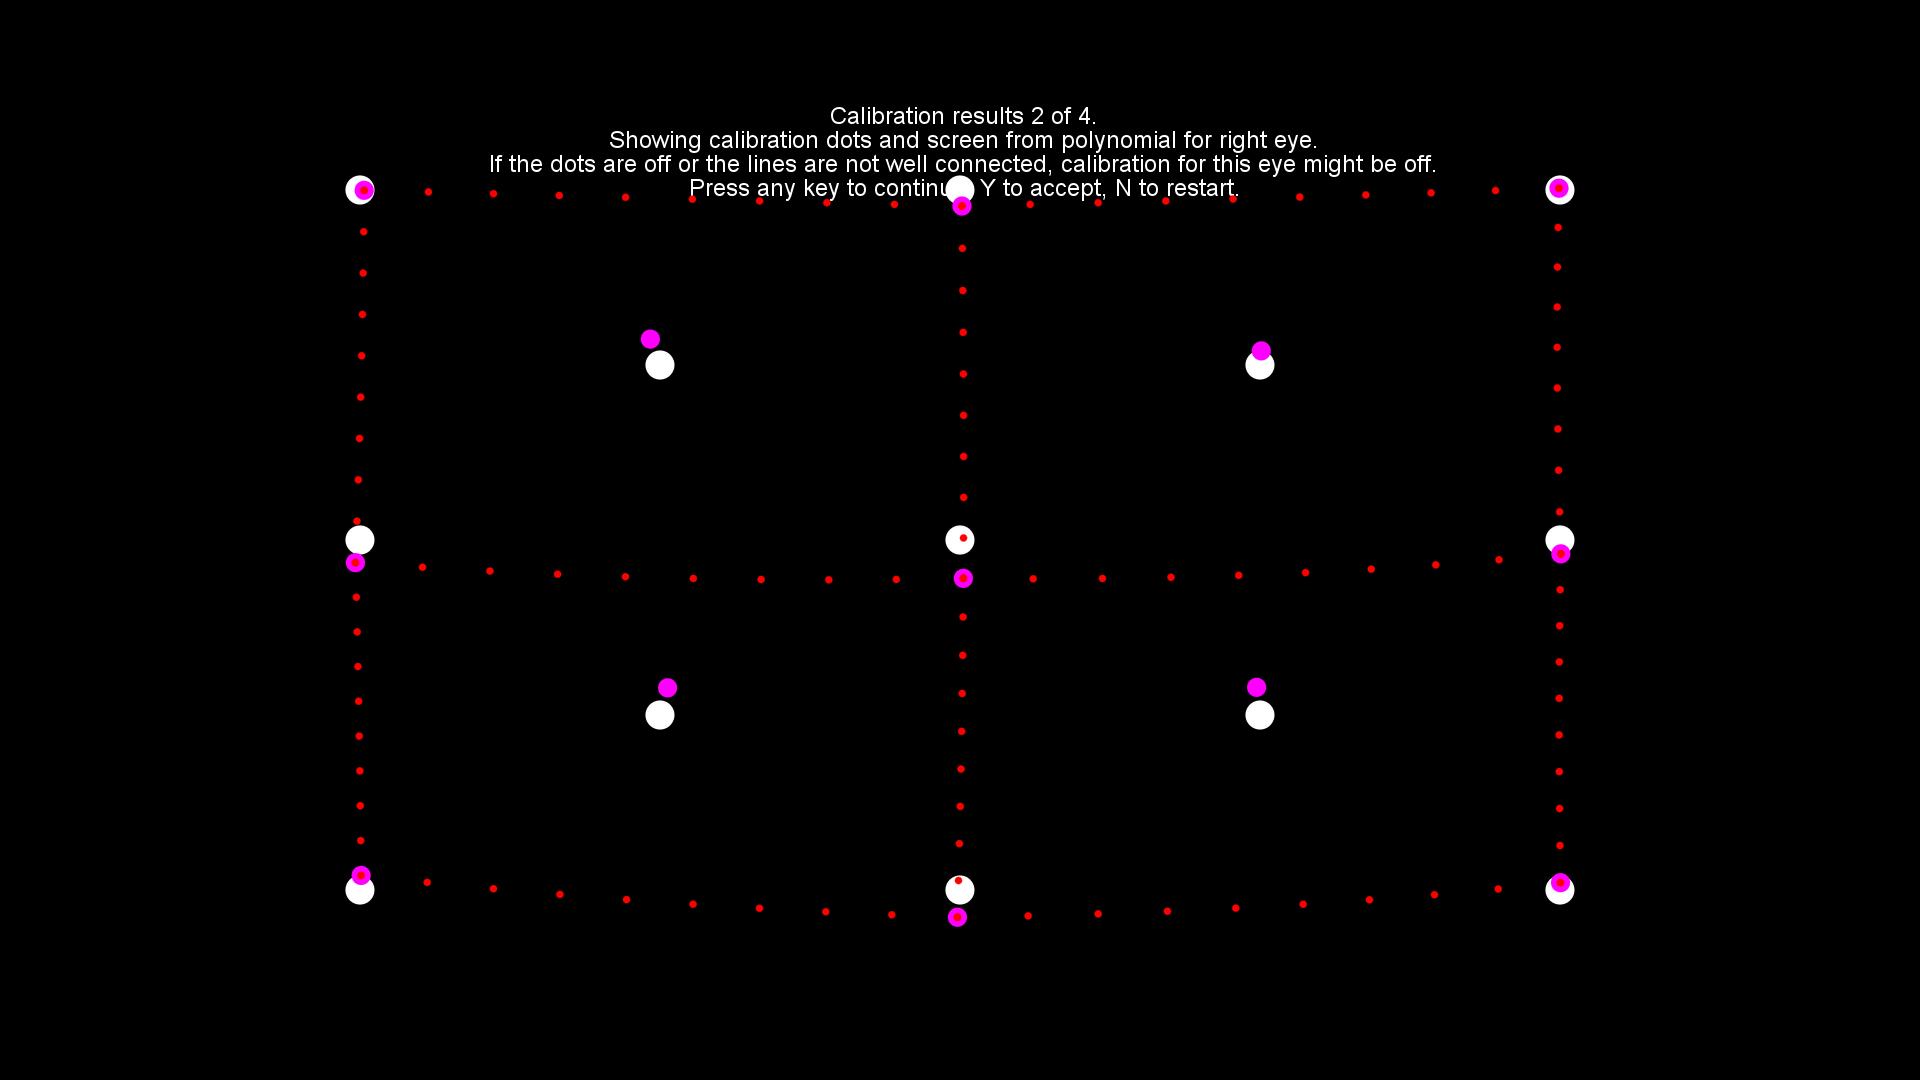 Calibration results 2 of 4.
Showing calibration dots and screen from polynomial for right eye.
If the dots are off or the lines are not well connected, calibration for this eye might be off.
Press any key to continu Y to accept, N to restart.